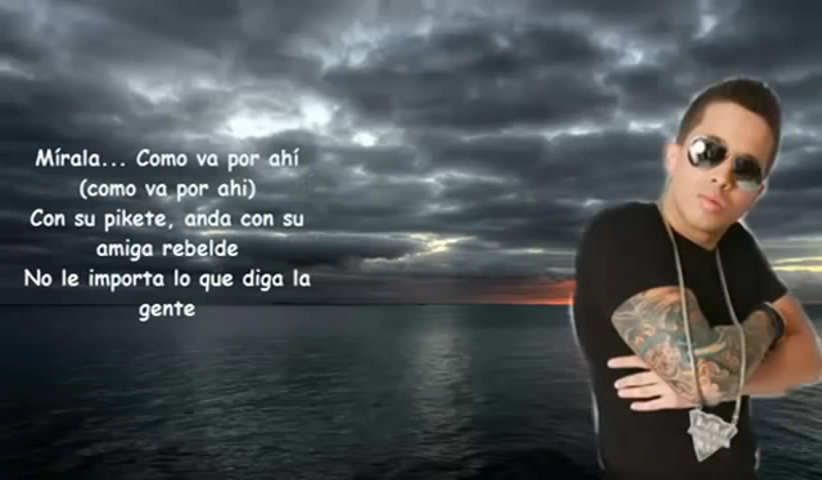 Mírala... Como va por ahí
(como va por ahi)
Con su pikete, anda con su
amiga rebelde
No le importa lo que diga la
gente